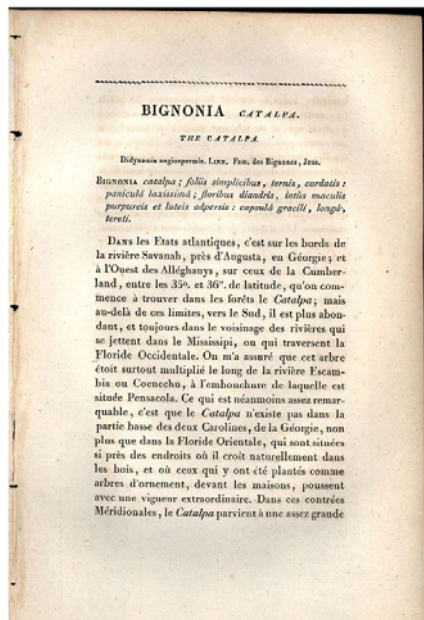 BIGNONIA CATALPA.
THE CATALPA.
Didynamie angiospermie. LINN. Fam. des Bignones, JUSS.
BIGNONIA catalpa; foliis simplicibus, ternis, cordatis:
paniculâ laxissimâ; floribus diandris, intùs maculis
purpureis et luteis adpersis: capsulâ gracili, longâ,
tereti.
DANS les Etats atlantiques, c'est sur les bords de
la rivière Savanah, près d'Augusta, en Géorgie; et
à l'Ouest des Alléghanys, sur ceux de la Cumber-
land, entre les 35º. et 36º. de latitude, qu'on com-
mence à trouver dans les forêts le Catalpa; mais
au-delà de ces limites, vers le Sud, il est plus abon-
dant, et toujours dans le voisinage des rivières qui
se jettent dans le Mississipi, ou qui traversent la
Floride Occidentale. On m'a assuré que cet arbre
étoit surtout multiplié le long de la rivière Escam-
bia ou Coenechu, à l'embouchure de laquelle est
située Pensacola. Ce qui est néanmoins assez remar-
quable, c'est que le Catalpa n'existe pas dans la
partie basse des deux Carolines, de la Géorgie, non
plus que dans la Floride Orientale, qui sont situées
si près des endroits où il croît naturellement dans
les bois, et où ceux qui y ont été plantés comme
arbres d'ornement, devant les maisons, poussent
avec une vigueur extraordinaire. Dans ces contrées
Méridionales, le Catalpa parvient à une assez grande